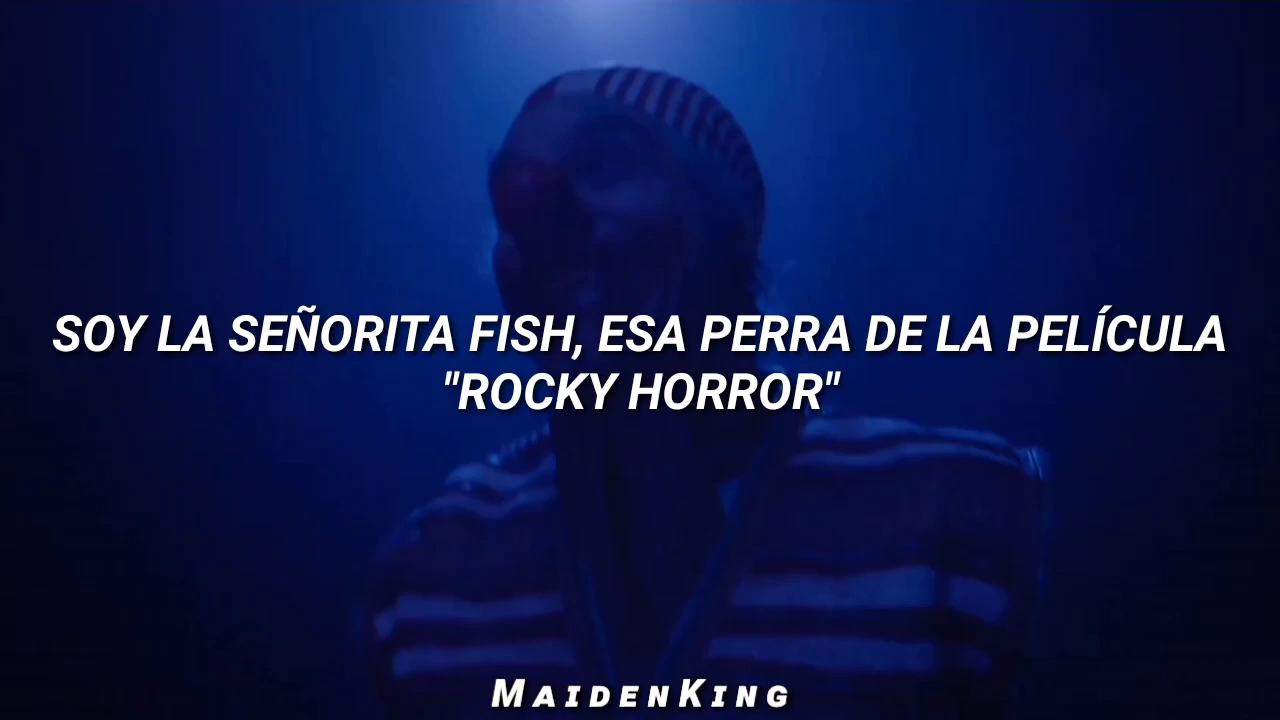 SOY LA SEÑORITA FISH, ESA PERRA DE LA PELÍCULA
"ROCKY HORROR"
MAIDENKING